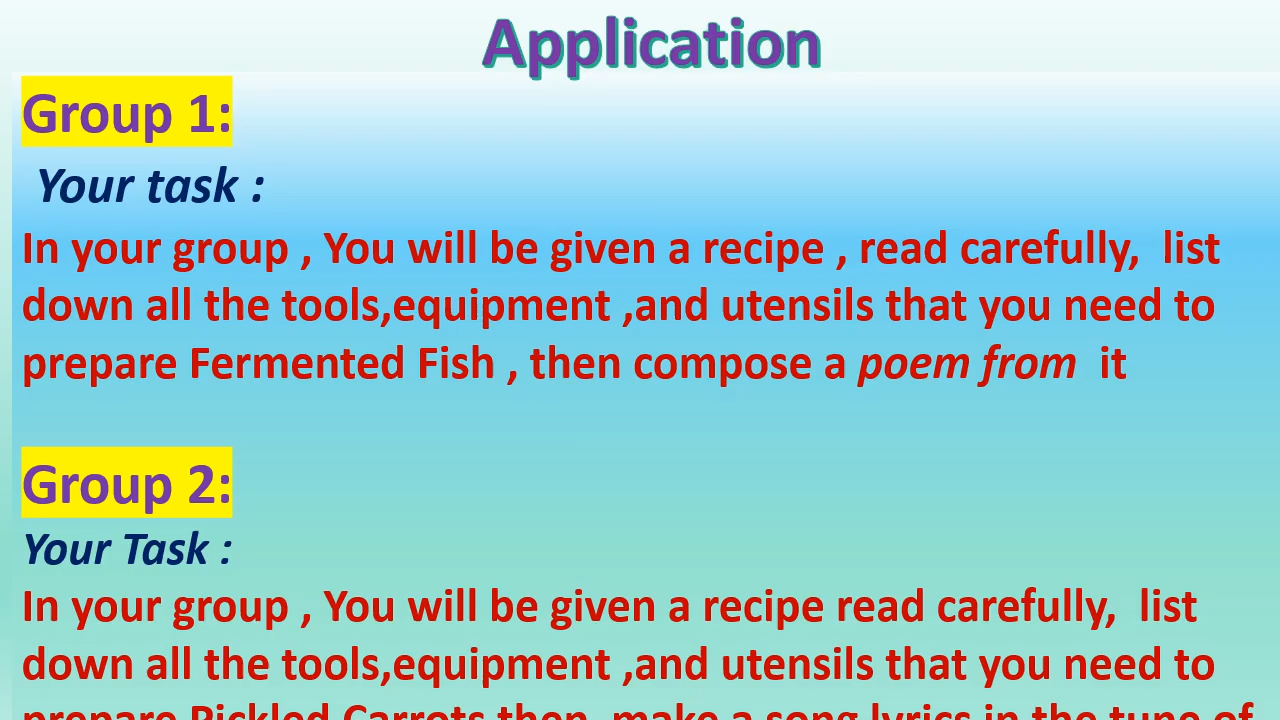 Application
Group 1:
Your task :
In your group , You will be given a recipe , read carefully,  list
down all the tools,equipment ,and utensils that you need to
prepare Fermented Fish , then compose a poem from  it
Group 2:
Your Task :
In your group , You will be given a recipe read carefully,  list
down all the tools,equipment ,and utensils that you need to
prepare Pickled Carrots then  make a song lyrics in the tune of